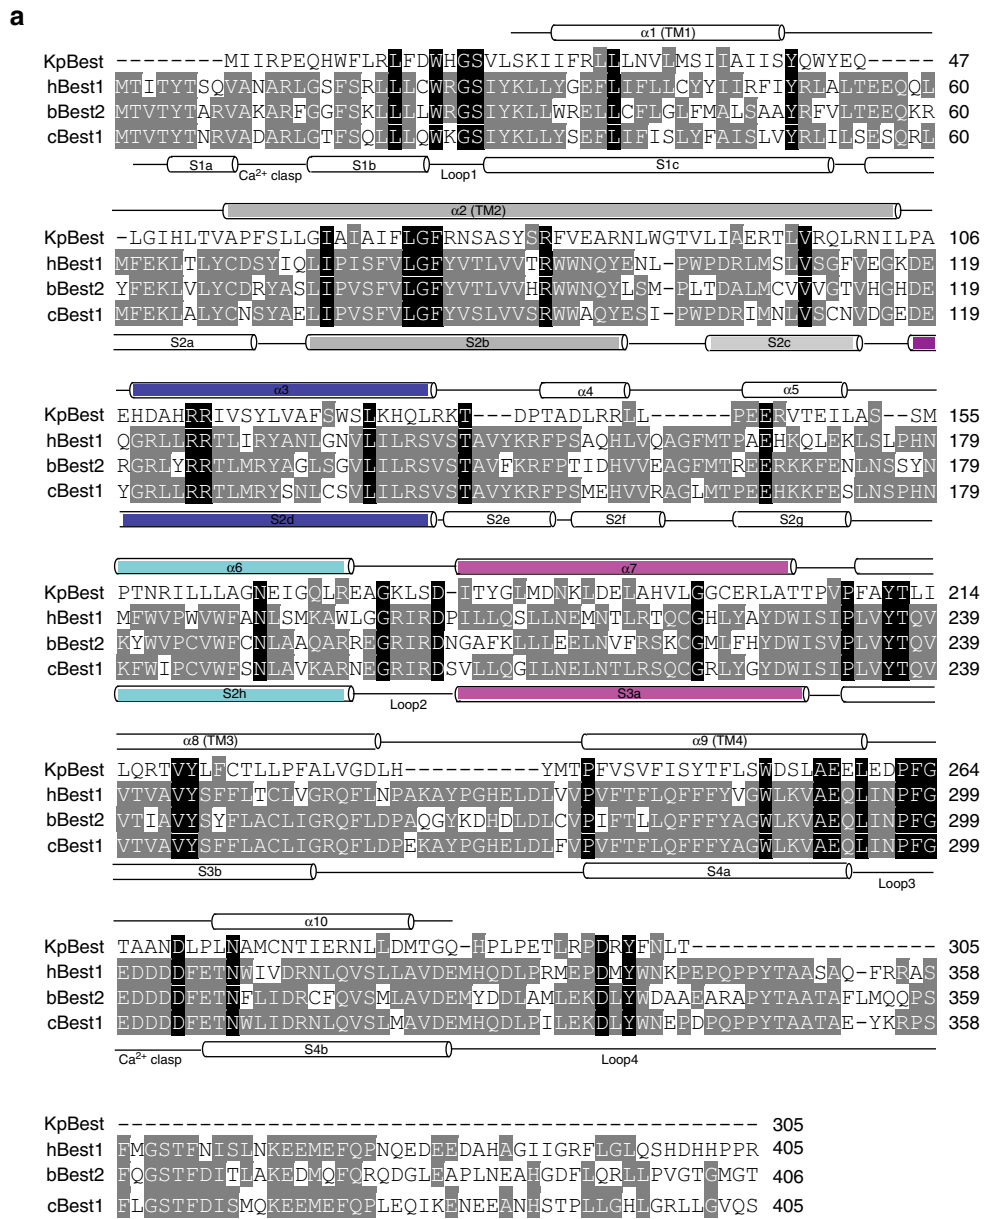 a
α1 (TM1)
KpBest --------MIIRPEQHWFLRLFDWHGSVLSKIIFRLLLNVLMSIIAIISYQWYEQ----- 47
hBest1 MTITYTSQVANARLGSFSRLLLCWRGSIYKLLYGEFLIFLLCYYIIRFIYRLALTEEQQL 60
bBest2 MTVTYTARVAKARFGGFSKLLLLWRGSIYKLLWRELLCFLGLFMALSAAYRFVLTEEQKR 60
cBest1 MTVTYTNRVADARLGTFSQLLLQWKGSIYKLLYSEFLIFISLYFAISLVYRLILSESQRL 60
S1a Ca2+ clasp S1b Loop1 S1c
α2 (TM2)
KpBest -LGIHLTVAPFSLLGIAIAIFLGFRNSASYSRFVEARNLWGTVLIAERTLVRQLRNILPA 106
hBest1 MFEKLTLYCDSYIQLIPISFVLGFYVTLVVTRWWNQYENL-PWPDRLMSLVSGFVEGKDE 119
bBest2 YFEKLVLYCDRYASLIPVSFVLGFYVTLVVHRWWNQYLSM-PLTDALMCVVVGTVHGHDE 119
cBest1 MFEKLALYCNSYAELIPVSFVLGFYVSLVVSRWWAQYESI-PWPDRIMNLVSCNVDGEDE 119
S2a S2b S2c
α3 α4 α5
KpBest EHDAHRRIVSYLVAFSWSLKHQLRKT---DPTADLRRLL------PEERVTEILAS--SM 155
hBest1 QGRLLRRTLIRYANLGNVLILRSVSTAVYKRFPSAQHLVQAGFMTPAEHKQLEKLSLPHN 179
bBest2 RGRLYRRTLMRYAGLSGVLILRSVSTAVFKRFPTIDHVVEAGFMTREERKKFENLNSSYN 179
cBest1 YGRLLRRTLMRYSNLCSVLILRSVSTAVYKRFPSMEHVVRAGLMTPEEHKKFESLNSPHN 179
S2d S2e S2f S2g
α6 α7
KpBest PTNRILLLAGNEIGQLREAGKLSD-ITYGLMDNKLDELAHVLGGCERLATTPVPFAYTLI 214
hBest1 MFWVPWVWFANLSMKAWLGGRIRDPILLQSLLNEMNTLRTQCGHLYAYDWISIPLVYTQV 239
bBest2 KYWVPCVWFCNLAAQARREGRIRDNGAFKLLLEELNVFRSKCGMLFHYDWISIPLVYTQV 239
cBest1 KFWIPCVWFSNLAVKARNEGRIRDSVLLQGILNELNTLRSQCGRLYGYDWISIPLVYTQV 239
S2h Loop2 S3a
α8 (TM3) α9 (TM4)
KpBest LQRTVYLFCTLLPFALVGDLH----------YMTPFVSVFISYTFLSWDSLAEELEDPFG 264
hBest1 VTVAVYSFFLTCLVGRQFLNPAKAYPGHELDLVVPVFTFLQFFFYVGWLKVAEQLINPFG 299
bBest2 VTIAVYSYFLACLIGRQFLDPAQGYKDHDLDLCVPIFTLLQFFFYAGWLKVAEQLINPFG 299
cBest1 VTVAVYSFFLACLIGRQFLDPEKAYPGHELDLFVPVFTFLQFFFYAGWLKVAEQLINPFG 299
S3b S4a Loop3
α10
KpBest TAANDLPLNAMCNTIERNLLDMTGQ-HPLPETLRPDRYFNLT------------------ 305
hBest1 EDDDDFETNWIVDRNLQVSLLAVDEMHQDLPRMEPDMYWNKPEPQPPYTAASAQ-FRRAS 358
bBest2 EDDDDFETNFLIDRCFQVSMLAVDEMYDDLAMLEKDLYWDAAEARAPYTAATAFLMQQPS 359
cBest1 EDDDDFETNWLIDRNLQVSLMAVDEMHQDLPILEKDLYWNEPDPQPPYTAATAE-YKRPS 358
Ca2+ clasp S4b Loop4
KpBest ----------------------------------------------- 305
hBest1 FMGSTFNISLNKEEMEFQPNQEDEEDAHAGIIGRFLGLQSHDHHPPR 405
bBest2 FQGSTFDITLAKEDMQFQRQDGLEAPLNEAHGDFLQRLLPVGTGMGT 406
cBest1 FLGSTFDISMQKEEMEFQPLEQIKENEEANHSTPLLGHLGRLLGVQS 405